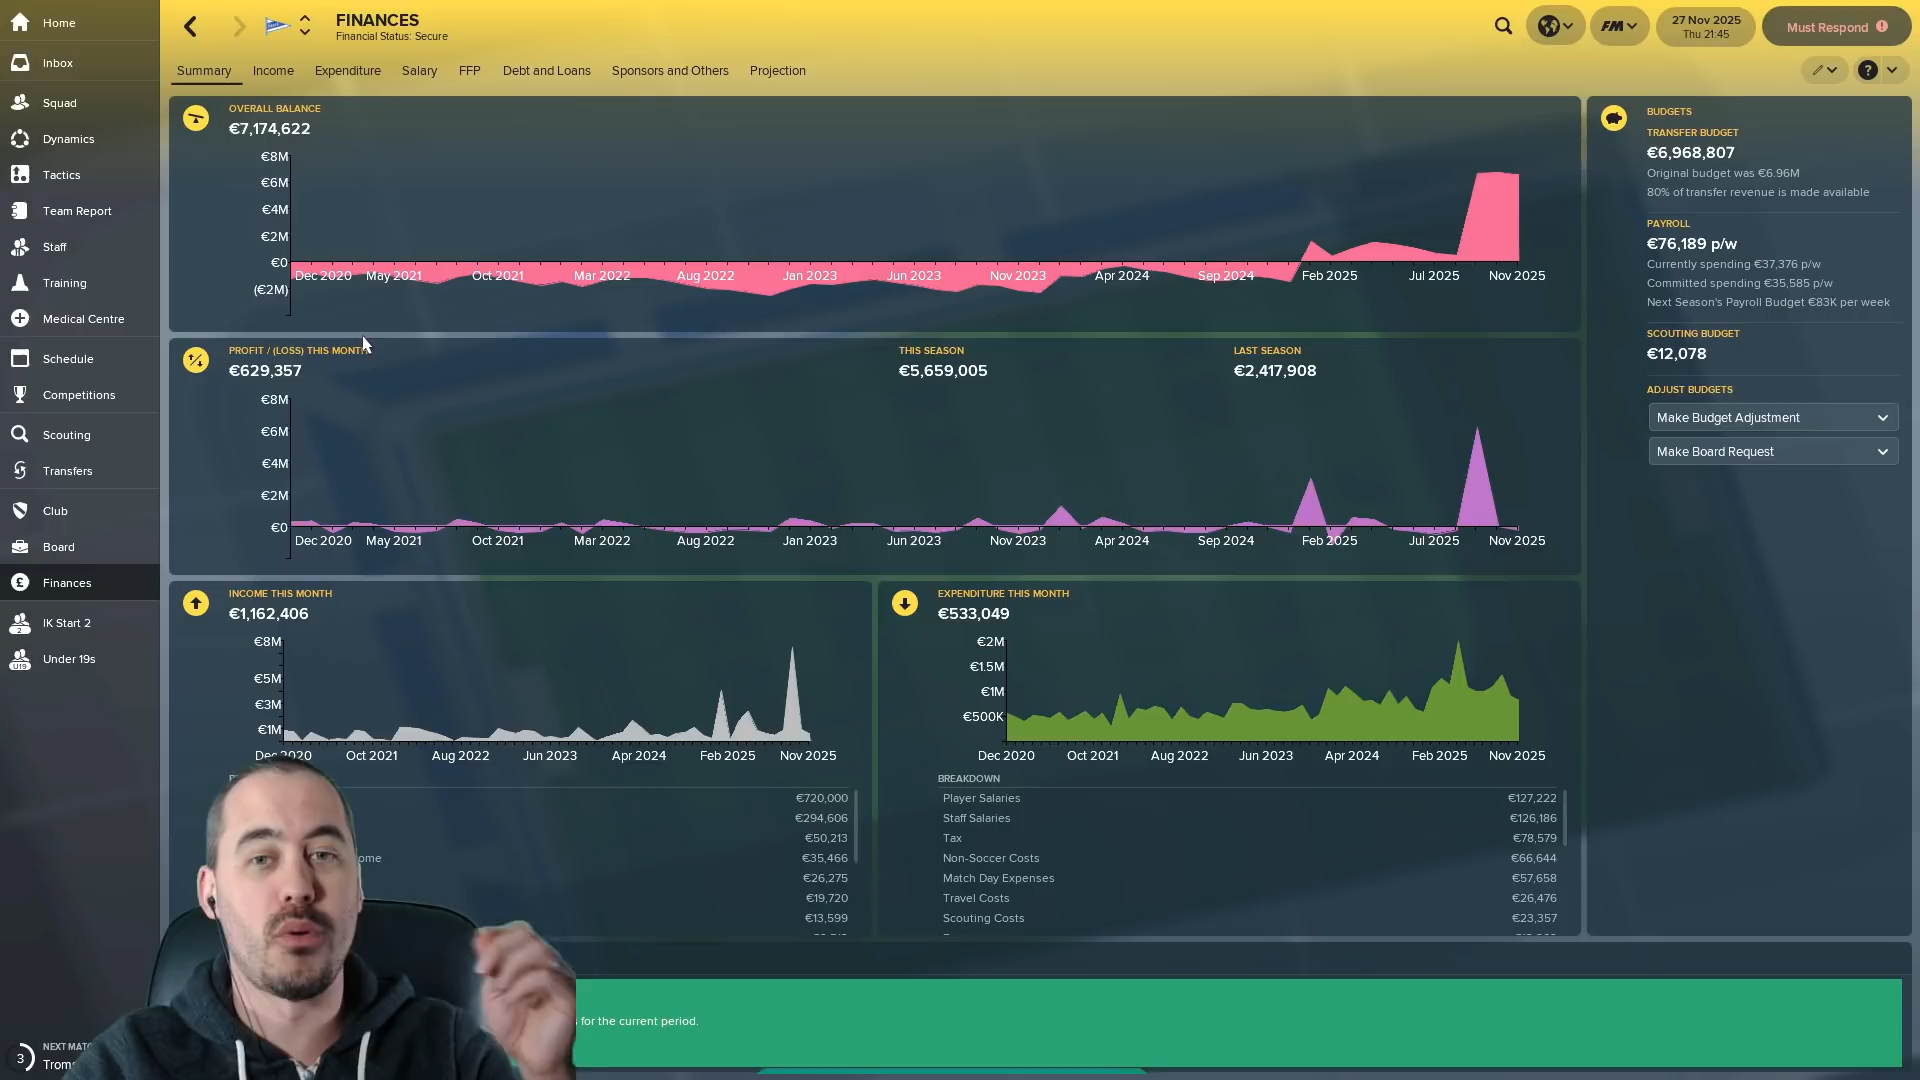 Home
Inbox
Squad
Dynamics
Tactics
Team Report
Staff
Training
Medical Centre
Schedule
Competitions
Scouting
Transfers
Club
Board
£
Finances
2
IK Start 2
U19
Under 19s
3
NEXT MATC
Trom
FINANCES
Financial Status: Secure
FM
27 Nov 2025
Thu 21:45
Must Respond
Summary
Income
Expenditure
Salary
FFP
Debt and Loans
Sponsors and Others
Projection
?
OVERALL BALANCE
€7,174,622
€8M
€6M
€4M
€2M
€0
(€2M)
Dec 2020 May 2021 Oct 2021 Mar 2022 Aug 2022 Jan 2023 Jun 2023 Nov 2023 Apr 2024 Sep 2024 Feb 2025 Jul 2025 Nov 2025
PROFIT / (LOSS) THIS MONTH
€629,357
THIS SEASON
€5,659,005
LAST SEASON
€2,417,908
€8M
€6M
€4M
€2M
€0
Dec 2020 May 2021 Oct 2021 Mar 2022 Aug 2022 Jan 2023 Jun 2023 Nov 2023 Apr 2024 Sep 2024 Feb 2025 Jul 2025 Nov 2025
INCOME THIS MONTH
€1,162,406
€8M
€5M
€3M
€1M
Dec 2020 Oct 2021 Aug 2022 Jun 2023 Apr 2024 Feb 2025 Nov 2025
€720,000
€294,606
€50,213
ome €35,466
€26,275
€19,720
€13,599
EXPENDITURE THIS MONTH
€533,049
€2M
€1.5M
€1M
€500K
Dec 2020 Oct 2021 Aug 2022 Jun 2023 Apr 2024 Feb 2025 Nov 2025
BREAKDOWN
Player Salaries €127,222
Staff Salaries €126,186
Tax €78,579
Non-Soccer Costs €66,644
Match Day Expenses €57,658
Travel Costs €26,476
Scouting Costs €23,357
BUDGETS
TRANSFER BUDGET
€6,968,807
Original budget was €6.96M
80% of transfer revenue is made available
PAYROLL
€76,189 p/w
Currently spending €37,376 p/w
Committed spending €35,585 p/w
Next Season's Payroll Budget €83K per week
SCOUTING BUDGET
€12,078
ADJUST BUDGETS
Make Budget Adjustment
Make Board Request
for the current period.